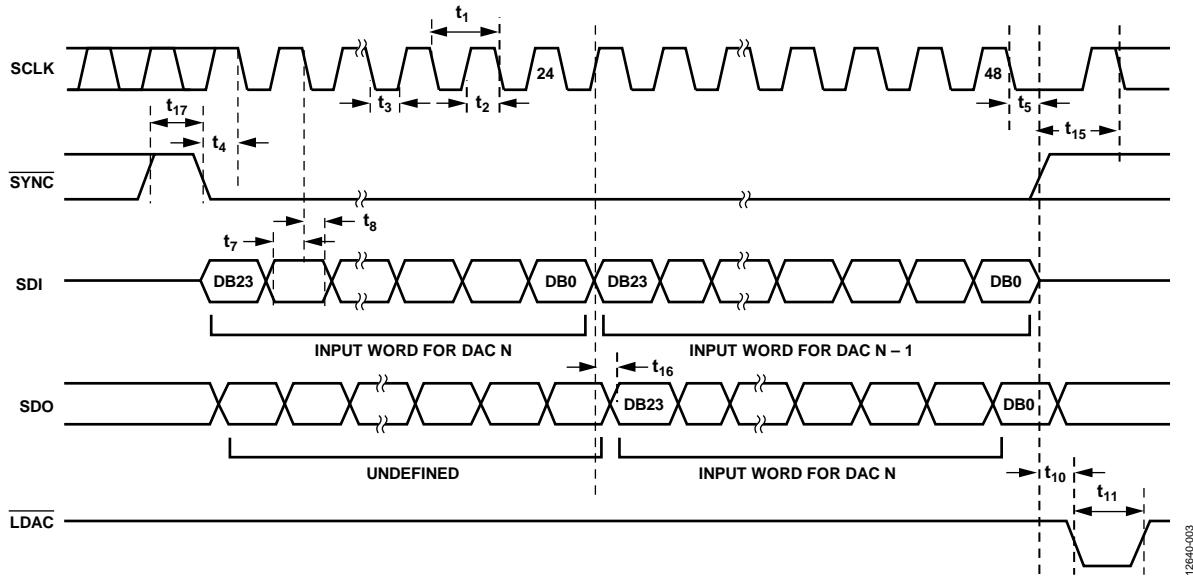 t1
SCLK
24
48
t3
t2
t5
t17
t4
t15
SYNC
t8
t7
SDI
DB23
DB0
DB23
DB0
INPUT WORD FOR DAC N
INPUT WORD FOR DAC N – 1
t16
SDO
DB23
DB0
UNDEFINED
INPUT WORD FOR DAC N
t10
t11
LDAC
12640-003